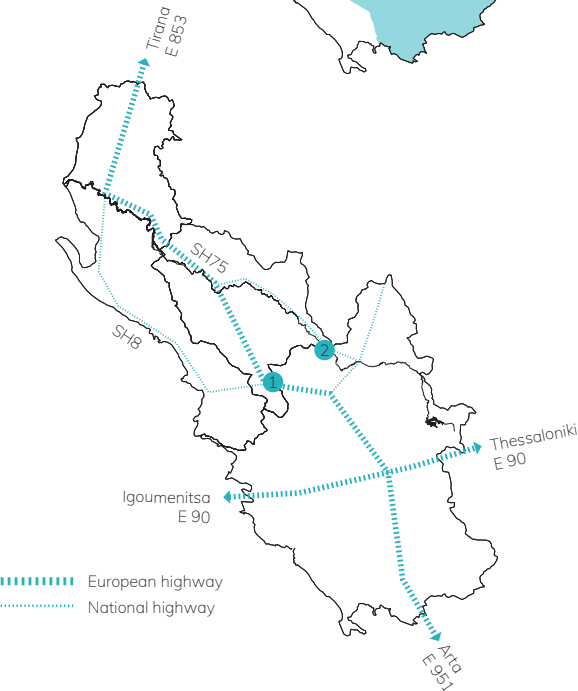 Tirana
E 853
SH75
SH8
2
1
Thessaloniki
E 90
Igoumenitsa
E 90
European highway
National highway
Arta
E 951